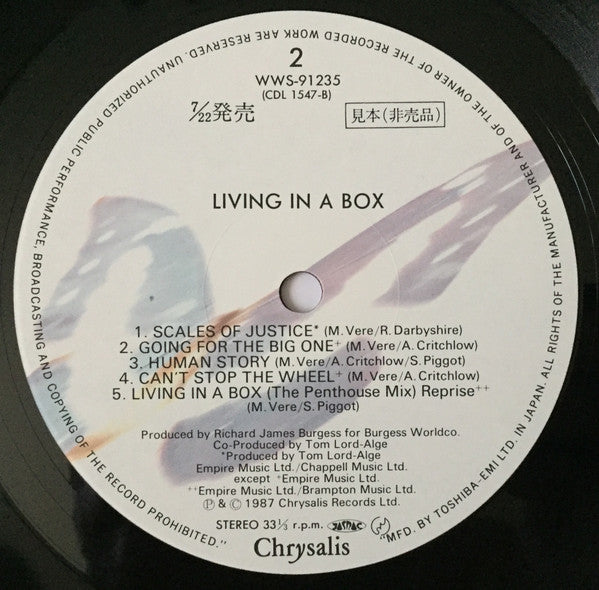 2
WWS-91235
(CDL 1547-B)
7/22発売
見本(非売品)
LIVING IN A BOX
1. SCALES OF JUSTICE* (M. Vere/R. Darbyshire)
2. GOING FOR THE BIG ONE+ (M. Vere/A. Critchlow)
3. HUMAN STORY (M. Vere/A. Critchlow/S. Piggot)
4. CAN'T STOP THE WHEEL+ (M. Vere/A. Critchlow)
5. LIVING IN A BOX (The Penthouse Mix) Reprise++
(M. Vere/S. Piggot)
Produced by Richard James Burgess for Burgess Worldco.
Co-Produced by Tom Lord-Alge
*Produced by Tom Lord-Alge
Empire Music Ltd./Chappell Music Ltd.
except +Empire Music Ltd.
++Empire Music Ltd./Brampton Music Ltd.
Ⓟ & © 1987 Chrysalis Records Ltd.
STEREO 33⅓ r.p.m. JASRAC
Chrysalis
"MFD. BY TOSHIBA-EMI LTD. IN JAPAN. ALL RIGHTS OF THE MANUFACTURER AND OF THE OWNER OF THE RECORDED WORK ARE RESERVED. UNAUTHORIZED PUBLIC PERFORMANCE, BROADCASTING AND COPYING OF THE RECORD PROHIBITED."